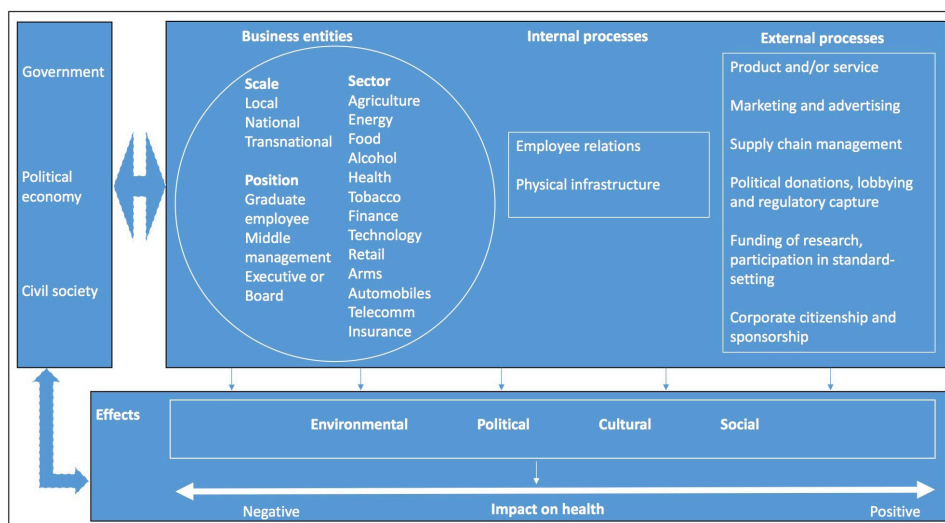 Government
Political
economy
Civil society
Business entities
Scale
Local
National
Transnational
Position
Graduate
employee
Middle
management
Executive or
Board
Sector
Agriculture
Energy
Food
Alcohol
Health
Tobacco
Finance
Technology
Retail
Arms
Automobiles
Telecomm
Insurance
Internal processes
Employee relations
Physical infrastructure
External processes
Product and/or service
Marketing and advertising
Supply chain management
Political donations, lobbying
and regulatory capture
Funding of research,
participation in standard-
setting
Corporate citizenship and
sponsorship
Effects
Environmental Political Cultural Social
Negative Impact on health Positive